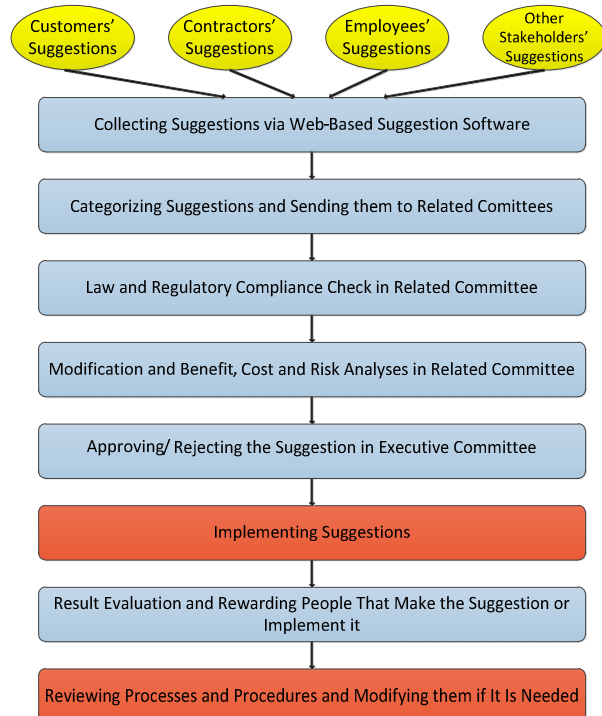 Customers’
Suggestions
Contractors’
Suggestions
Employees’
Suggestions
Other
Stakeholders’
Suggestions
Collecting Suggestions via Web-Based Suggestion Software
Categorizing Suggestions and Sending them to Related Comittees
Law and Regulatory Compliance Check in Related Committee
Modification and Benefit, Cost and Risk Analyses in Related Committee
Approving/ Rejecting the Suggestion in Executive Committee
Implementing Suggestions
Result Evaluation and Rewarding People That Make the Suggestion or
Implement it
Reviewing Processes and Procedures and Modifying them if It Is Needed